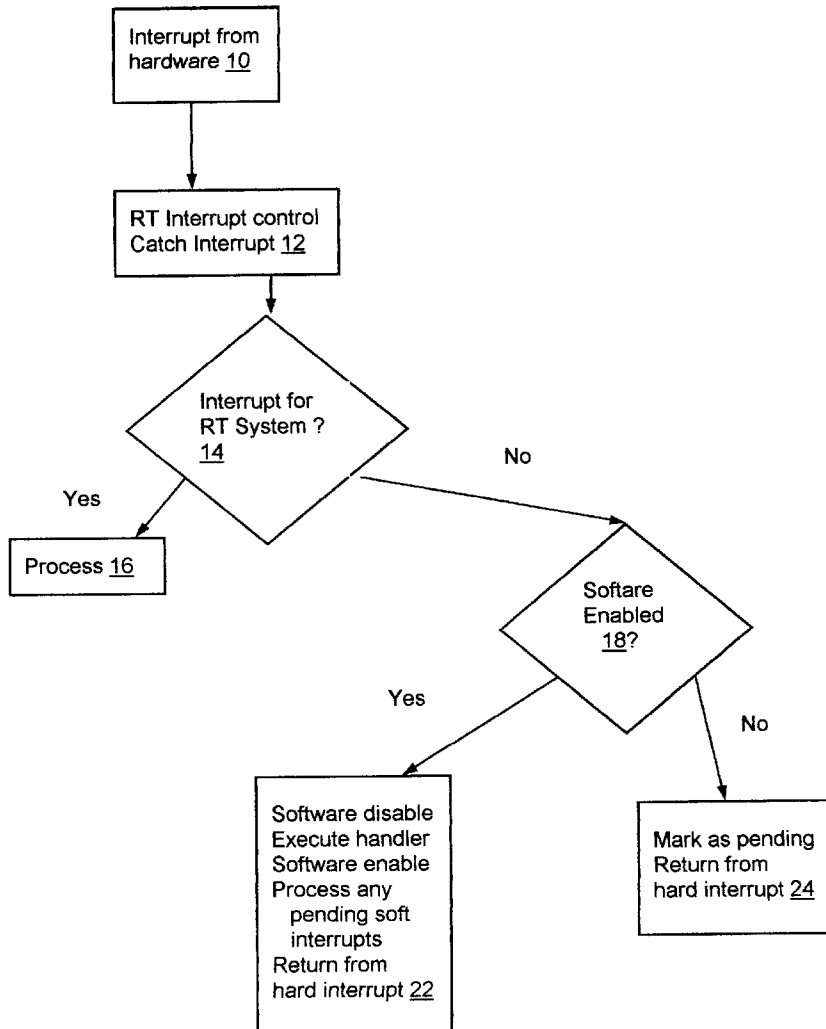 Interrupt from
hardware 10
RT Interrupt control
Catch Interrupt 12
Interrupt for
RT System ?
14
No
Yes
Process 16
Softare
Enabled
18?
Yes
No
Software disable
Execute handler
Software enable
Process any
pending soft
interrupts
Return from
hard interrupt 22
Mark as pending
Return from
hard interrupt 24